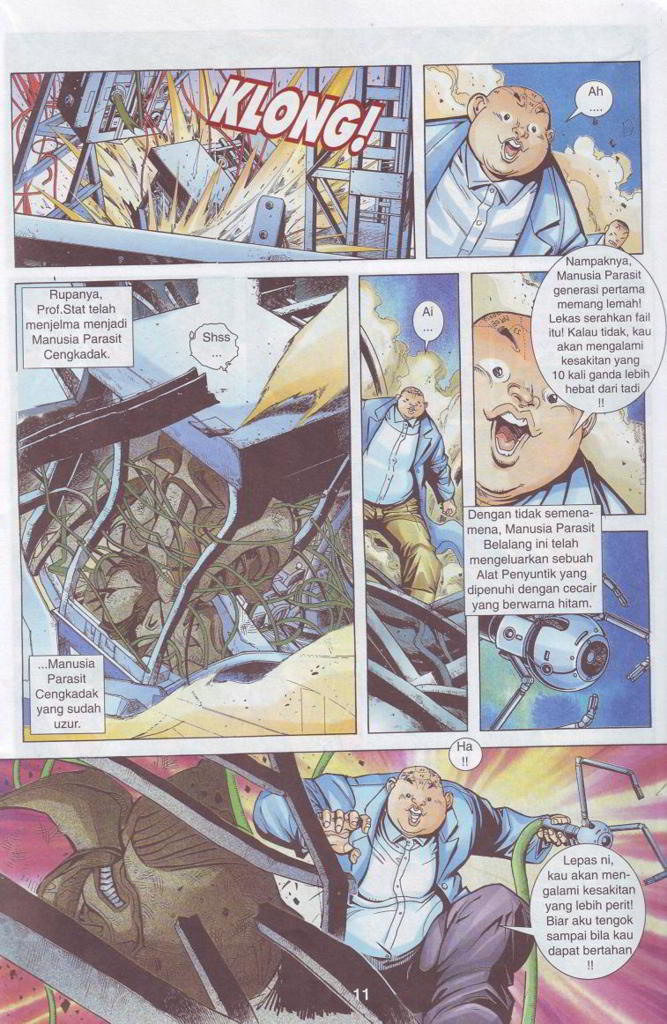 KLONG!
Ah
....
Rupanya,
Prof.Stat telah
menjelma menjadi
Manusia Parasit
Cengkadak.
Shss
...
...Manusia
Parasit
Cengkadak
yang sudah
uzur.
Ai
...
Nampaknya,
Manusia Parasit
generasi pertama
memang lemah!
Lekas serahkan fail
itu! Kalau tidak, kau
akan mengalami
kesakitan yang
10 kali ganda lebih
hebat dari tadi
!!
Dengan tidak semena-
mena, Manusia Parasit
Belalang ini telah
mengeluarkan sebuah
Alat Penyuntik yang
dipenuhi dengan cecair
yang berwarna hitam.
Ha
!!
Lepas ni,
kau akan men-
galami kesakitan
yang lebih perit!
Biar aku tengok
sampai bila kau
dapat bertahan
!!
11